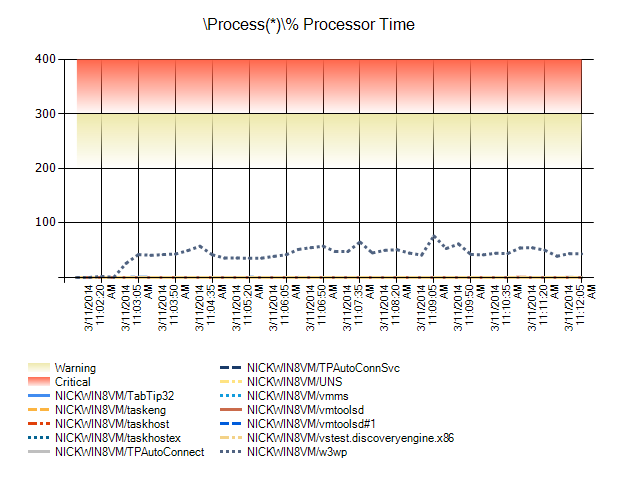 \Process(*)\% Processor Time
400
300
200
100
3/11/2014 11:02:20 AM
3/11/2014 11:03:05 AM
3/11/2014 11:03:50 AM
3/11/2014 11:04:35 AM
3/11/2014 11:05:20 AM
3/11/2014 11:06:05 AM
3/11/2014 11:06:50 AM
3/11/2014 11:07:35 AM
3/11/2014 11:08:20 AM
3/11/2014 11:09:05 AM
3/11/2014 11:09:50 AM
3/11/2014 11:10:35 AM
3/11/2014 11:11:20 AM
3/11/2014 11:12:05 AM
Warning
Critical
NICKWIN8VM/TabTip32
NICKWIN8VM/taskeng
NICKWIN8VM/taskhost
NICKWIN8VM/taskhostex
NICKWIN8VM/TPAutoConnect
NICKWIN8VM/TPAutoConnSvc
NICKWIN8VM/UNS
NICKWIN8VM/vmms
NICKWIN8VM/vmtoolsd
NICKWIN8VM/vmtoolsd#1
NICKWIN8VM/vstest.discoveryengine.x86
NICKWIN8VM/w3wp